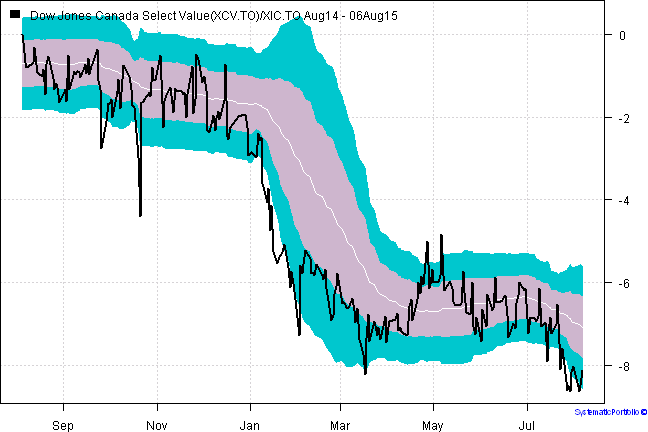 Dow Jones Canada Select Value(XCV.TO)/XIC.TO Aug14 - 06Aug15
0
-2
-4
-6
-8
Sep Nov Jan Mar May Jul
SystematicPortfolio ©